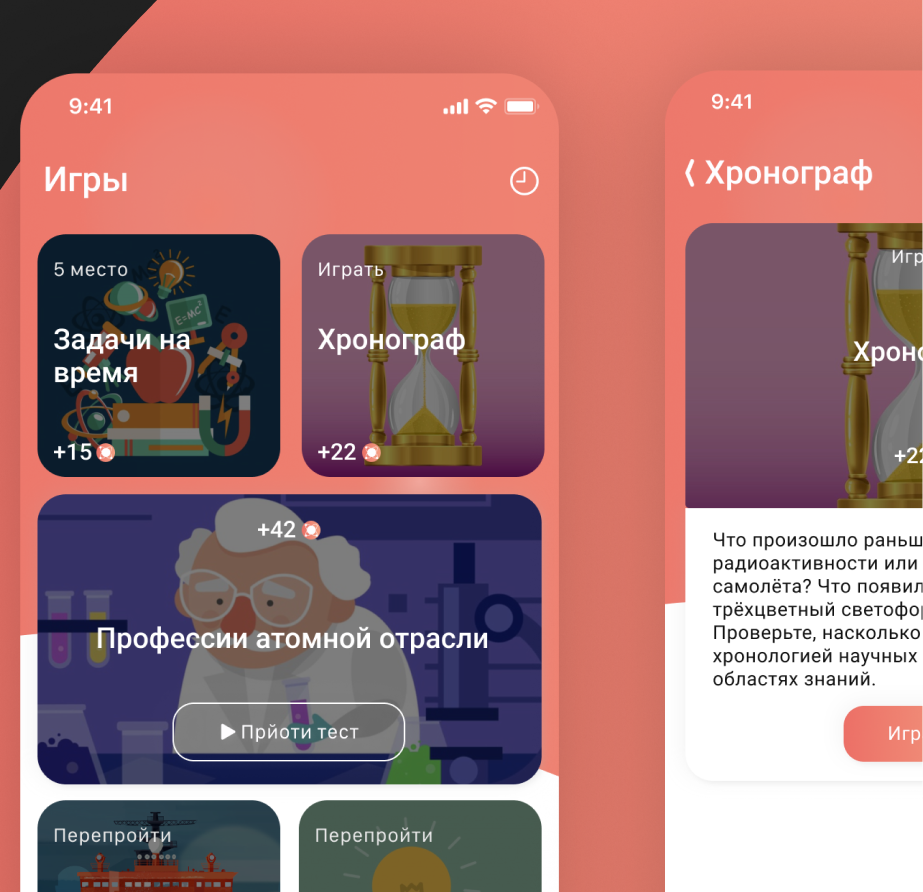 9:41
Игры
5 место
Задачи на
время
+15
Играть
Хронограф
+22
E=MC²
+42
Профессии атомной отрасли
Прйоти тест
Перепройти
Перепройти
9:41
Хронограф
Игр
Хроно
+22
Что произошло раньш
радиоактивности или
самолёта? Что появил
трёхцветный светофо
Проверьте, насколько
хронологией научных
областях знаний.
Игр